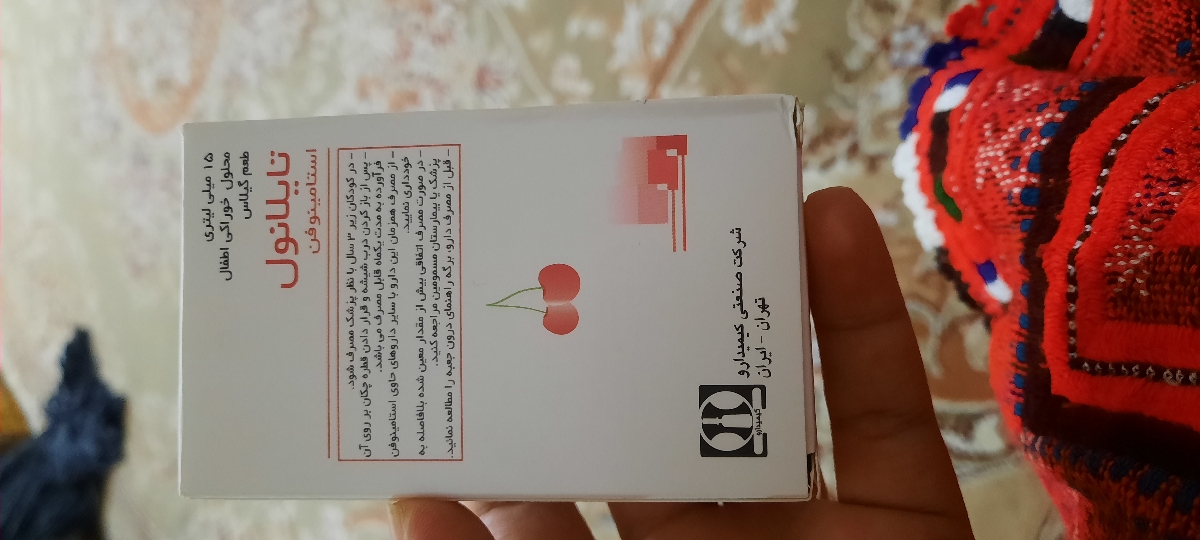 ۱۵ میلی لیتری
محلول خوراکی اطفال
طعم گیلاس
تایلانول
استامینوفن
- در کودکان زیر ۳ سال با نظر پزشک مصرف شود.
- پس از باز کردن درب شیشه و قرار دادن قطره چکان بر روی آن
فرآورده به مدت یکماه قابل مصرف می باشد.
- از مصرف همزمان این دارو با سایر داروهای حاوی استامینوفن
خودداری نمایید.
- در صورت مصرف اتفاقی بیش از مقدار معین شده بلافاصله به
پزشک یا بیمارستان مسمومین مراجعه کنید.
- قبل از مصرف دارو، برگه راهنمای درون جعبه را مطالعه نمائید.
شرکت صنعتی کیمیدارو
تهران - ایران
کیمیدارو